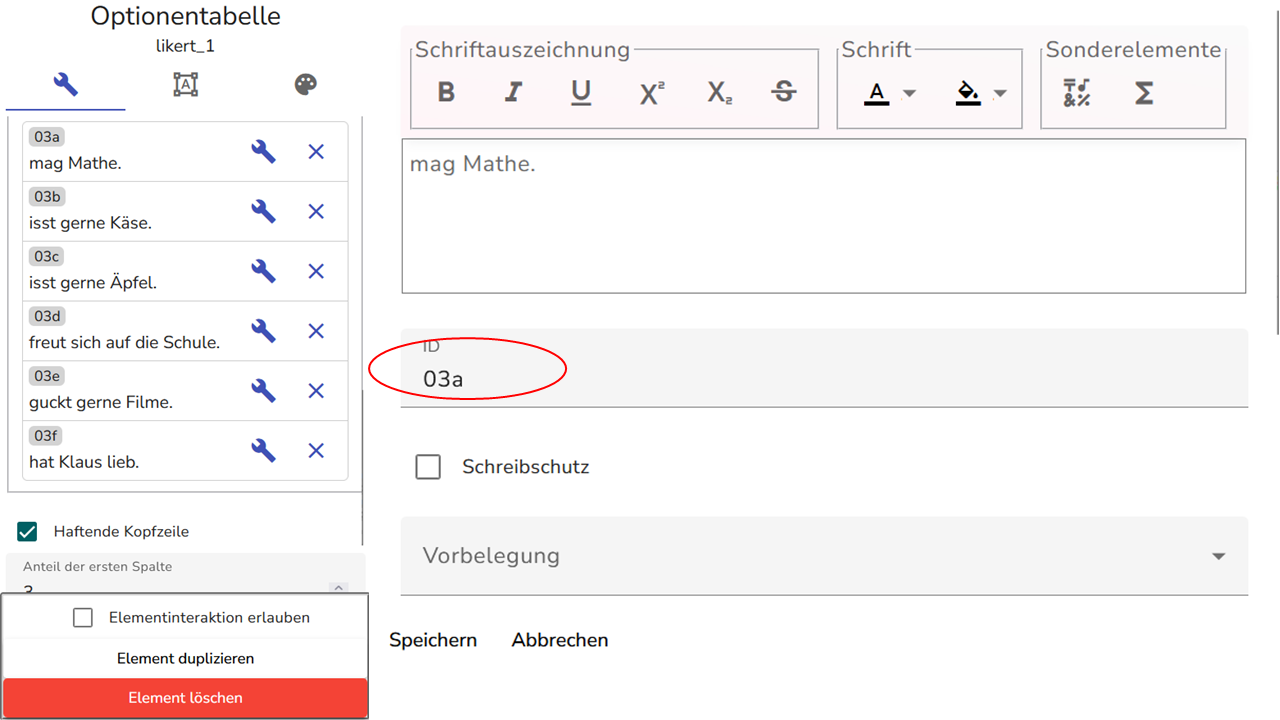 Optionentabelle
likert_1
03a
mag Mathe.
03b
isst gerne Käse.
03c
isst gerne Äpfel.
03d
freut sich auf die Schule.
03e
guckt gerne Filme.
03f
hat Klaus lieb.
Haftende Kopfzeile
Anteil der ersten Spalte
3
Elementinteraktion erlauben
Element duplizieren
Element löschen
Schriftauszeichnung
Schrift
Sonderelemente
B I U X² X₂ S
A
Σ
mag Mathe.
ID
03a
Schreibschutz
Vorbelegung
Speichern Abbrechen